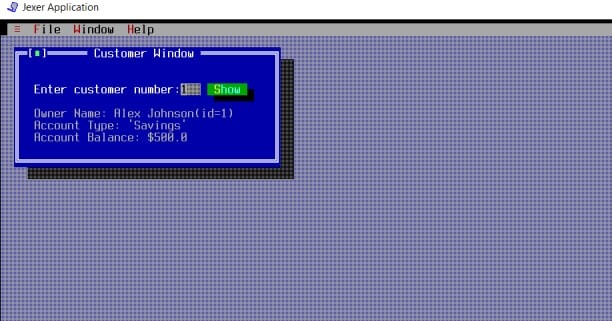 Jexer Application
≡ File Window Help
Customer Window
Enter customer number:1 Show
Owner Name: Alex Johnson(id=1)
Account Type: 'Savings'
Account Balance: $500.0